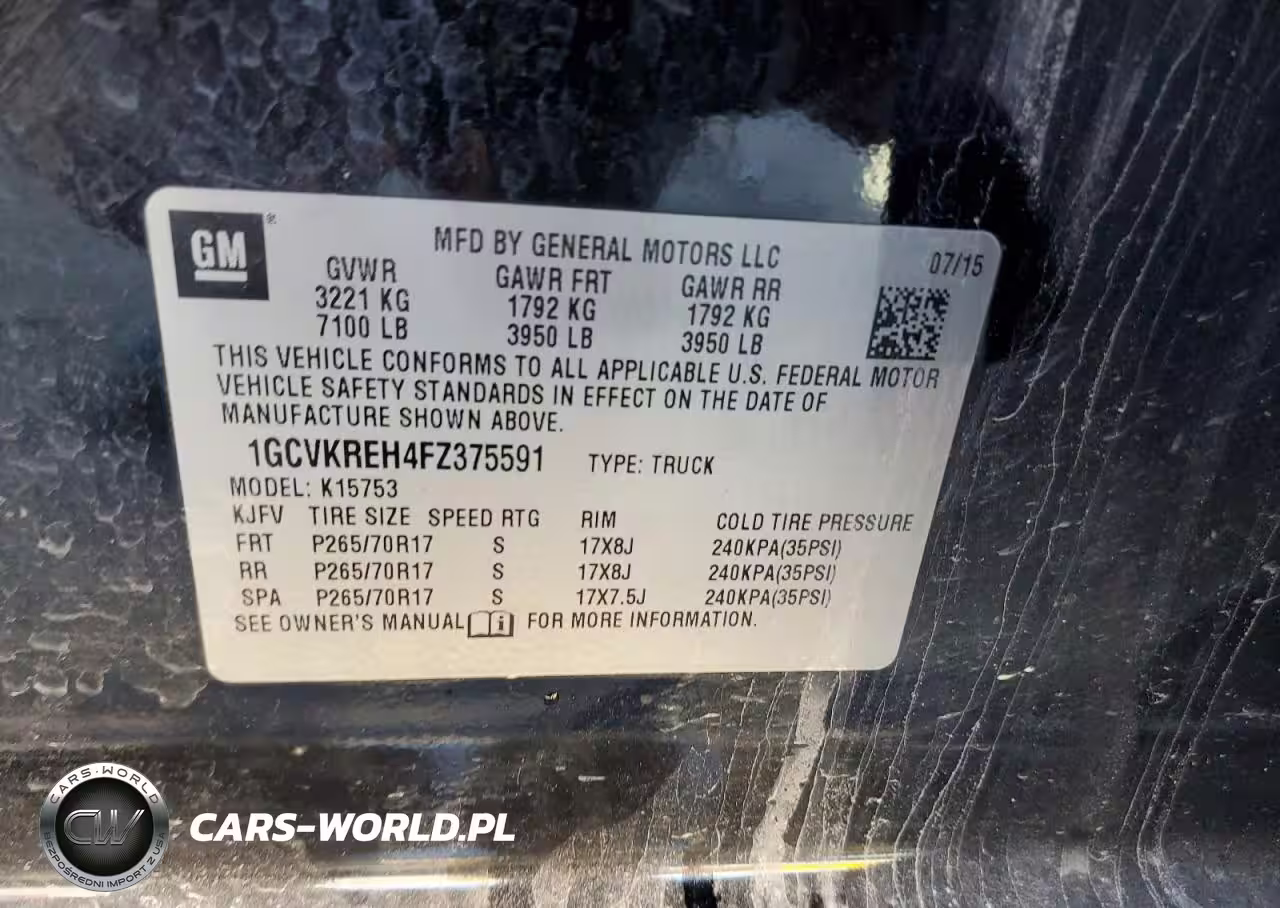 GM
MFD BY GENERAL MOTORS LLC
07/15
GVWR GAWR FRT GAWR RR
3221 KG 1792 KG 1792 KG
7100 LB 3950 LB 3950 LB
THIS VEHICLE CONFORMS TO ALL APPLICABLE U.S. FEDERAL MOTOR
VEHICLE SAFETY STANDARDS IN EFFECT ON THE DATE OF
MANUFACTURE SHOWN ABOVE.
1GCVKREH4FZ375591 TYPE: TRUCK
MODEL: K15753
KJFV TIRE SIZE SPEED RTG RIM COLD TIRE PRESSURE
FRT P265/70R17 S 17X8J 240KPA(35PSI)
RR P265/70R17 S 17X8J 240KPA(35PSI)
SPA P265/70R17 S 17X7.5J 240KPA(35PSI)
SEE OWNER'S MANUAL FOR MORE INFORMATION.
CARS-WORLD
CW
BEZPOŚREDNI IMPORT Z USA
CARS-WORLD.PL